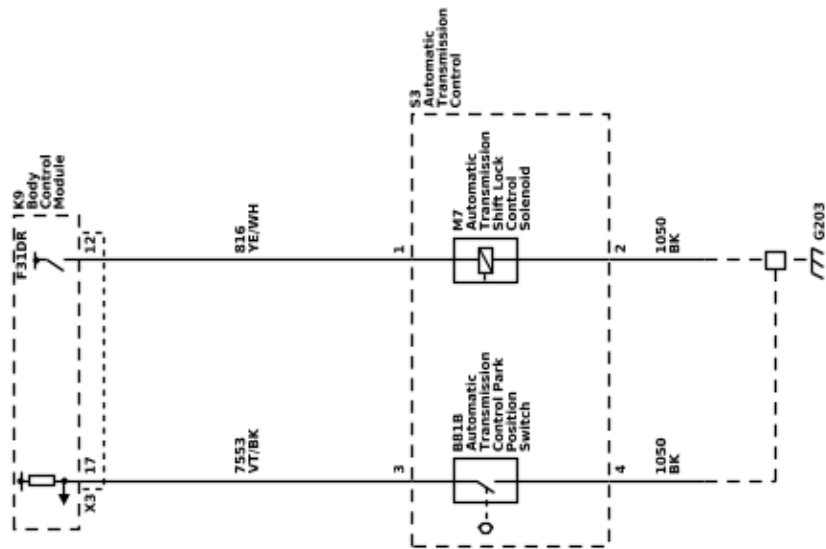 K9
Body
Control
Module
F31DR
12
816
YE/WH
1
S3
Automatic
Transmission
Control
M7
Automatic
Transmission
Shift Lock
Control
Solenoid
2
1050
BK
G203
X3
17
7553
VT/BK
3
B81B
Automatic
Transmission
Control Park
Position
Switch
4
1050
BK